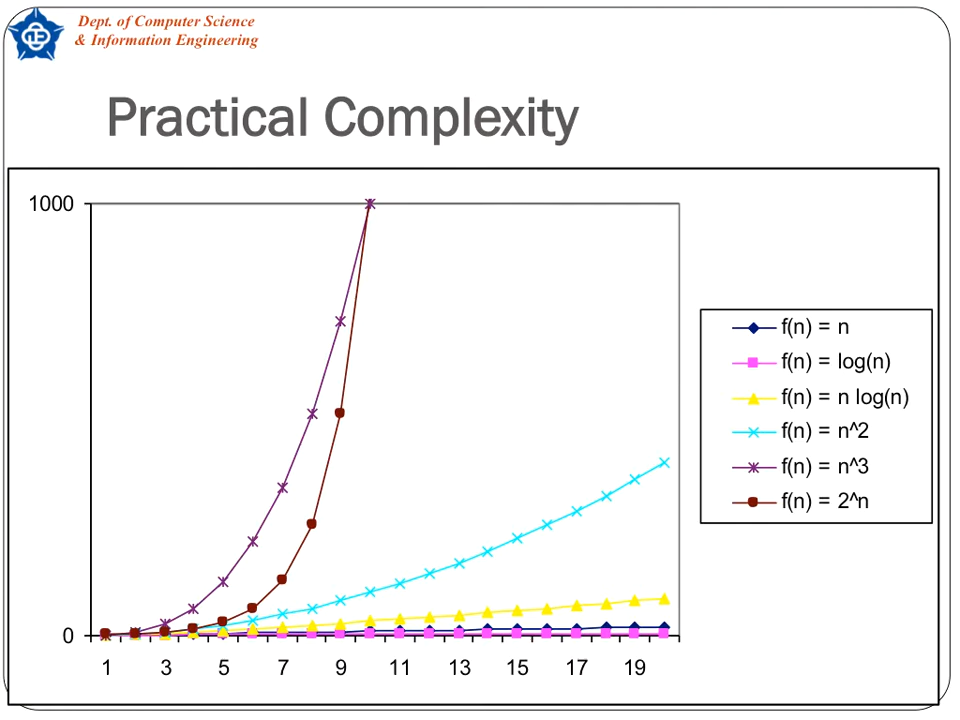 Dept. of Computer Science
& Information Engineering
Practical Complexity
1000
0
1 3 5 7 9 11 13 15 17 19
f(n) = n
f(n) = log(n)
f(n) = n log(n)
f(n) = n^2
f(n) = n^3
f(n) = 2^n